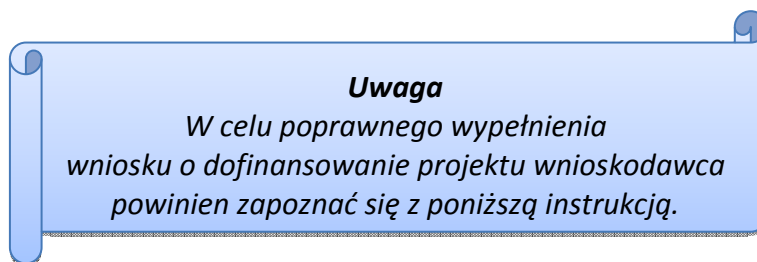 Uwaga
W celu poprawnego wypełnienia
wniosku o dofinansowanie projektu wnioskodawca
powinien zapoznać się z poniższą instrukcją.